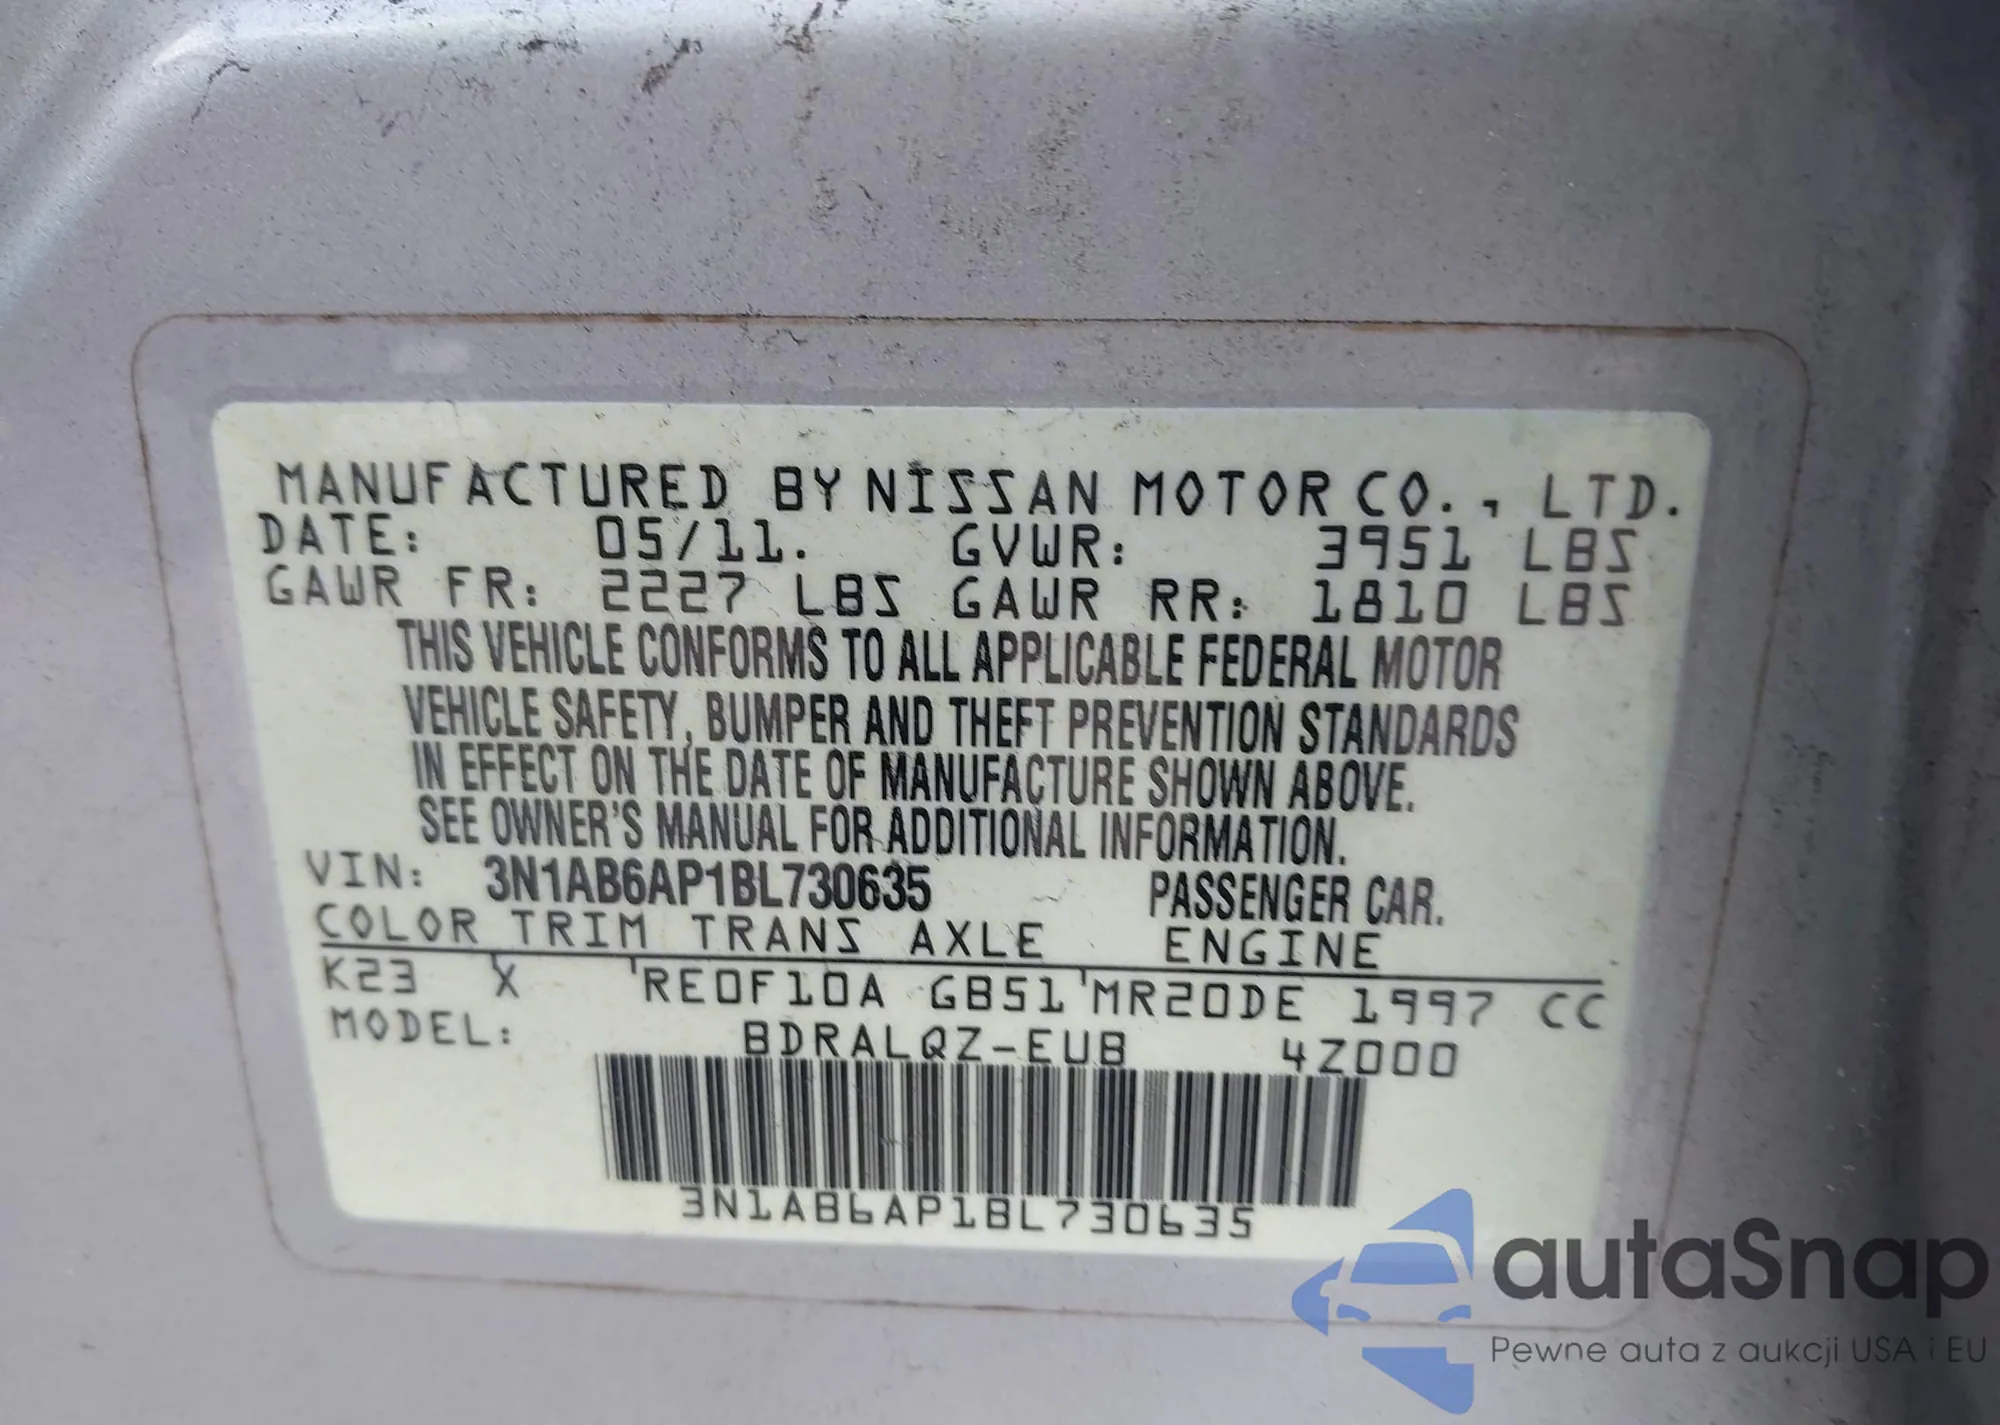 MANUFACTURED BY NISSAN MOTOR CO., LTD.
DATE: 05/11. GVWR: 3951 LBS
GAWR FR: 2227 LBS GAWR RR: 1810 LBS
THIS VEHICLE CONFORMS TO ALL APPLICABLE FEDERAL MOTOR
VEHICLE SAFETY, BUMPER AND THEFT PREVENTION STANDARDS
IN EFFECT ON THE DATE OF MANUFACTURE SHOWN ABOVE.
SEE OWNER'S MANUAL FOR ADDITIONAL INFORMATION.
VIN: 3N1AB6AP1BL730635 PASSENGER CAR.
COLOR TRIM TRANS AXLE ENGINE
K23 X RE0F10A GB51 MR20DE 1997 CC
MODEL: BDRALQZ-EUB 4Z000
3N1AB6AP1BL730635
autaSnap
Pewne auta z aukcji USA i EU